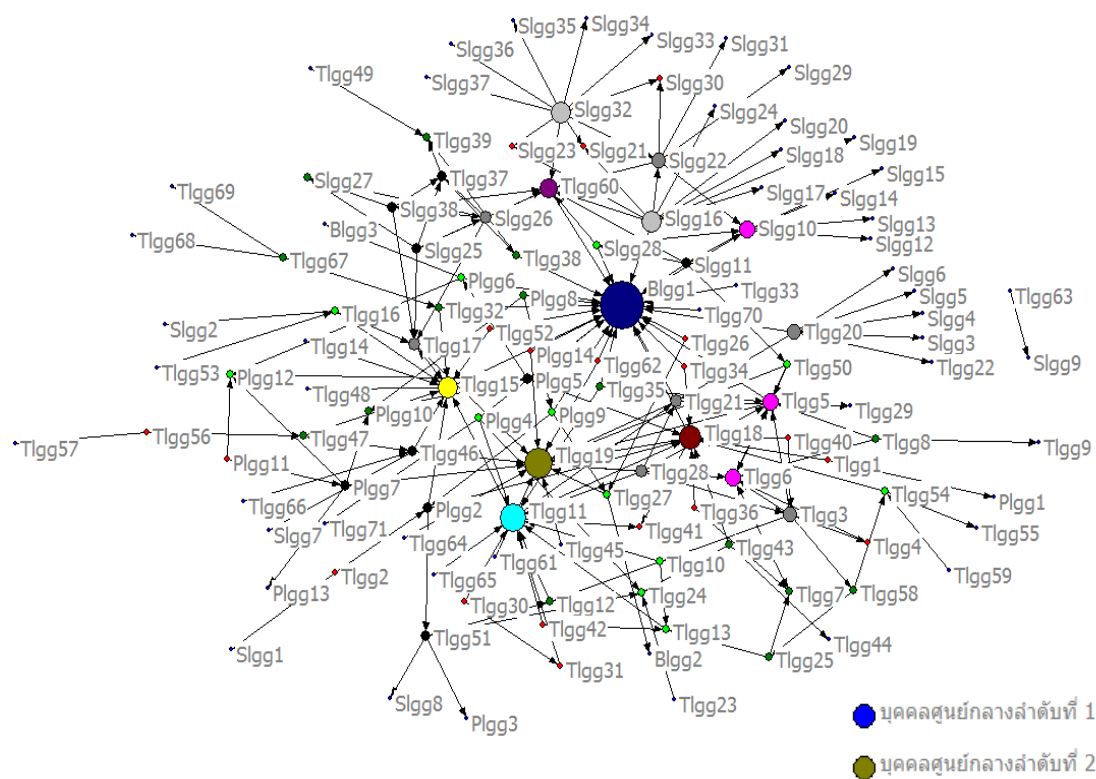 Slgg35
Slgg34
Slgg36
Slgg33
Slgg31
Tlgg49
Slgg37
Slgg30
Slgg29
Slgg32
Slgg24
Tlgg39
Slgg20
Slgg23
Slgg21
Slgg22
Slgg18
Slgg19
Slgg27
Tlgg37
Tlgg60
Slgg17
Slgg15
Tlgg69
Slgg38
Slgg26
Slgg16
Slgg10
Slgg14
Blgg3
Slgg13
Tlgg68
Slgg25
Slgg28
Slgg12
Tlgg67
Tlgg38
Slgg11
Plgg6
Blgg1
Slgg6
Tlgg33
Slgg5
Tlgg63
Tlgg16
Tlgg32
Plgg8
Tlgg70
Slgg4
Slgg2
Tlgg52
Tlgg20
Tlgg14
Tlgg17
Plgg14
Tlgg26
Slgg3
Slgg9
Tlgg53
Plgg12
Tlgg62
Tlgg34
Tlgg50
Tlgg22
Tlgg48
Tlgg15
Plgg5
Tlgg35
Plgg10
Plgg4
Plgg9
Tlgg21
Tlgg5
Tlgg29
Tlgg57
Tlgg56
Tlgg47
Tlgg18
Tlgg40
Tlgg8
Tlgg9
Plgg11
Tlgg46
Tlgg19
Tlgg1
Plgg7
Tlgg28
Tlgg6
Tlgg66
Plgg2
Tlgg27
Tlgg54
Plgg1
Slgg7
Tlgg71
Tlgg11
Tlgg36
Tlgg3
Tlgg55
Tlgg64
Tlgg45
Tlgg41
Tlgg43
Tlgg4
Tlgg2
Tlgg65
Tlgg61
Tlgg10
Tlgg59
Plgg13
Tlgg30
Tlgg12
Tlgg24
Tlgg7
Tlgg58
Tlgg42
Tlgg13
Tlgg51
Tlgg44
Slgg1
Tlgg31
Blgg2
Tlgg25
Slgg8
Tlgg23
Plgg3
บุคคลศูนย์กลางลำดับที่ 1
บุคคลศูนย์กลางลำดับที่ 2